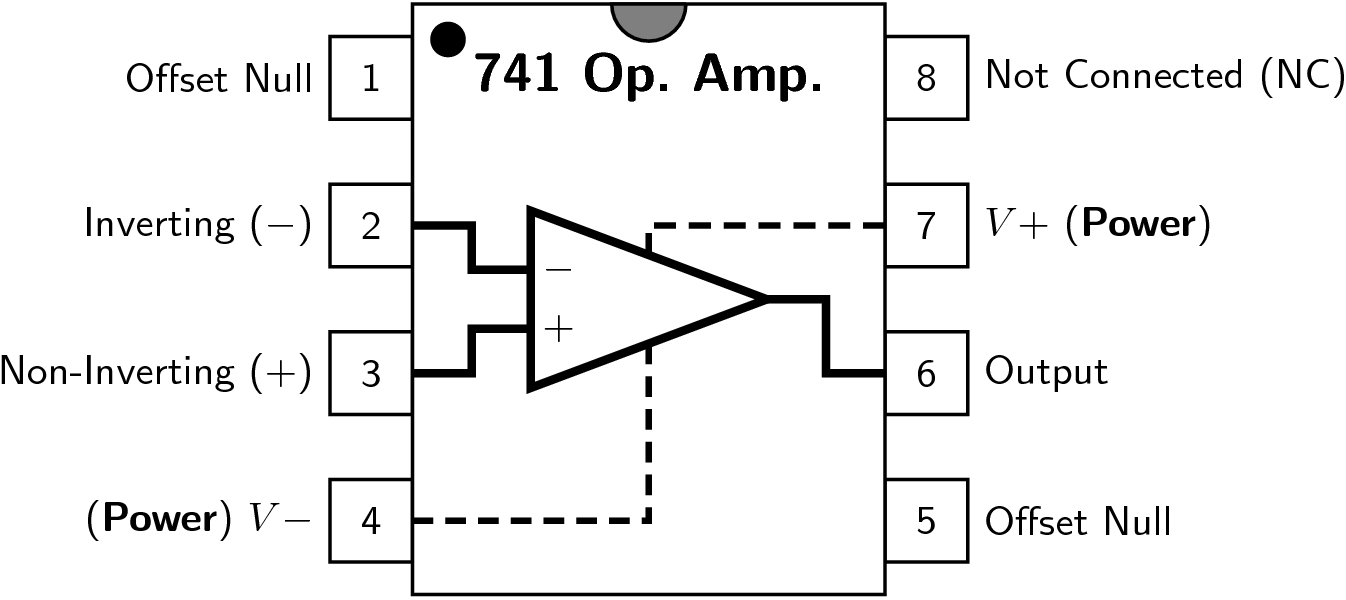 741 Op. Amp.
Offset Null 1
8 Not Connected (NC)
Inverting (−) 2
7 V+ (Power)
−
+
Non-Inverting (+) 3
6 Output
(Power) V− 4
5 Offset Null